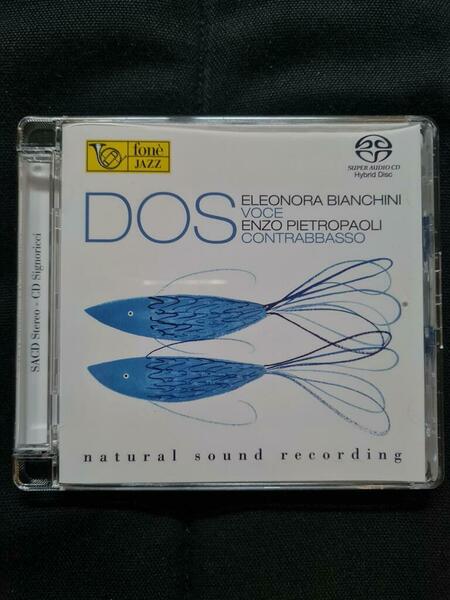 fonè
JAZZ
SUPER AUDIO CD
Hybrid Disc
DOS
ELEONORA BIANCHINI
VOCE
ENZO PIETROPAOLI
CONTRABBASSO
SACD Stereo - CD Signoricci
natural sound recording